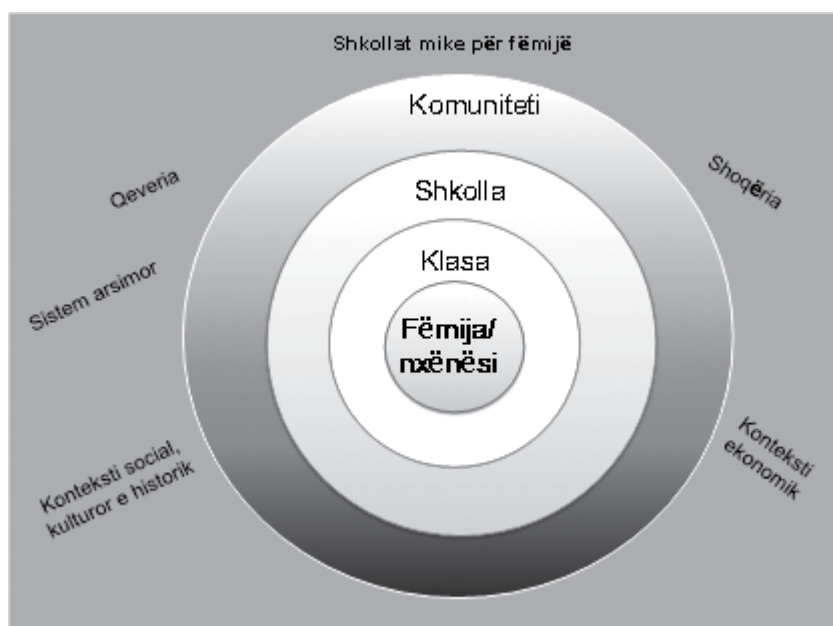 Shkollat mike për fëmijë
Komuniteti
Qeveria
Shoqëria
Shkolla
Klasa
Sistem arsimor
Fëmija/
nxënësi
Konteksti social,
kulturor e historik
Konteksti
ekonomik